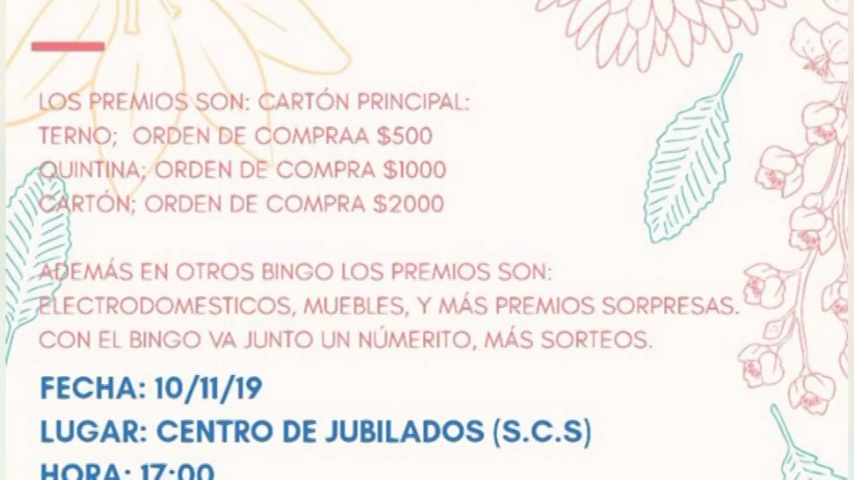 LOS PREMIOS SON: CARTÓN PRINCIPAL:
TERNO; ORDEN DE COMPRAA $500
QUINTINA; ORDEN DE COMPRA $1000
CARTÓN; ORDEN DE COMPRA $2000
ADEMÁS EN OTROS BINGO LOS PREMIOS SON:
ELECTRODOMESTICOS, MUEBLES, Y MÁS PREMIOS SORPRESAS.
CON EL BINGO VA JUNTO UN NÚMERITO, MÁS SORTEOS.
FECHA: 10/11/19
LUGAR: CENTRO DE JUBILADOS (S.C.S)
HORA: 17:00